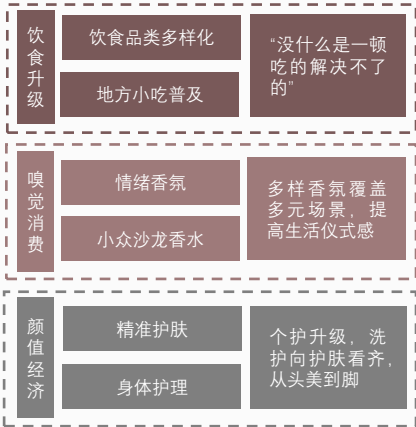 饮食升级
饮食品类多样化
地方小吃普及
“没什么是一顿
吃的解决不了
的”
嗅觉消费
情绪香氛
小众沙龙香水
多样香氛覆盖
多元场景，提
高生活仪式感
颜值经济
精准护肤
身体护理
个护升级，洗
护向护肤看齐，
从头美到脚